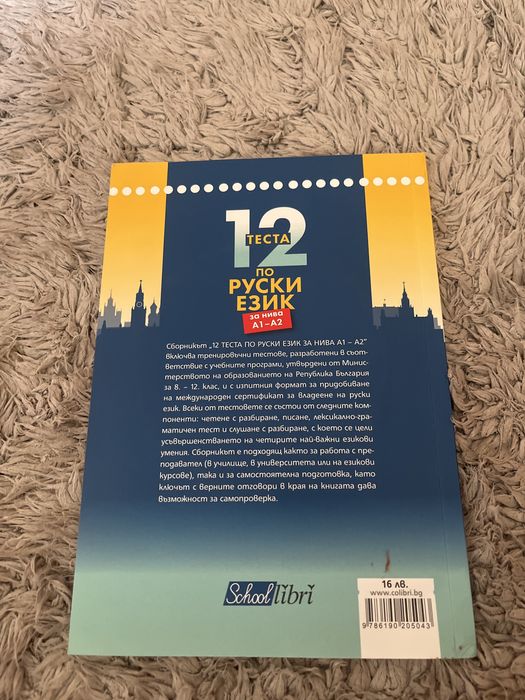 12
ТЕСТА
ПО
РУСКИ
ЕЗИК
за нива
А1 – А2
Сборникът „12 ТЕСТА ПО РУСКИ ЕЗИК ЗА НИВА А1 – А2“
включва тренировъчни тестове, разработени в съот-
ветствие с учебните програми, утвърдени от Минис-
терството на образованието на Република България
за 8. – 12. клас, и с изпитния формат за придобиване
на международен сертификат за владеене на руски
език. Всеки от тестовете се състои от следните ком-
поненти: четене с разбиране, писане, лексикално-гра-
матичен тест и слушане с разбиране, с което се цели
усъвършенстването на четирите най-важни езикови
умения. Сборникът е подходящ както за работа с пре-
подавател (в училище, в университета или на езикови
курсове), така и за самостоятелна подготовка, като
ключът с верните отговори в края на книгата дава
възможност за самопроверка.
School libri
16 лв.
www.colibri.bg
9 786190 205043